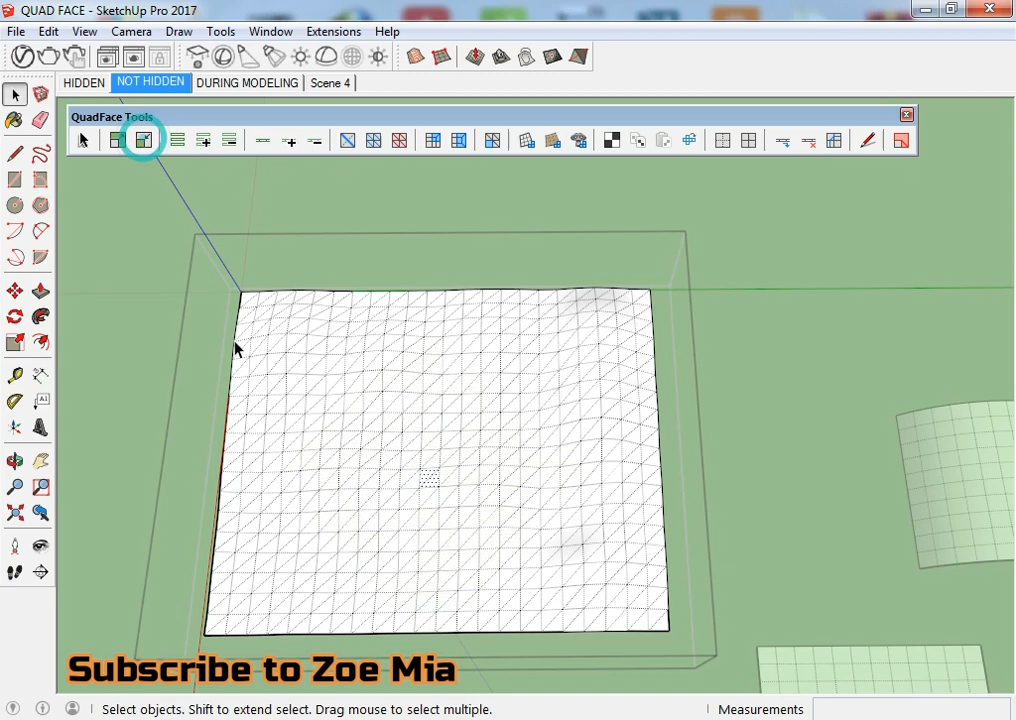 QUAD FACE - SketchUp Pro 2017
File Edit View Camera Draw Tools Window Extensions Help
HIDDEN NOT HIDDEN DURING MODELING Scene 4
QuadFace Tools
A1
Subscribe to Zoe Mia
Select objects. Shift to extend select. Drag mouse to select multiple.
Measurements